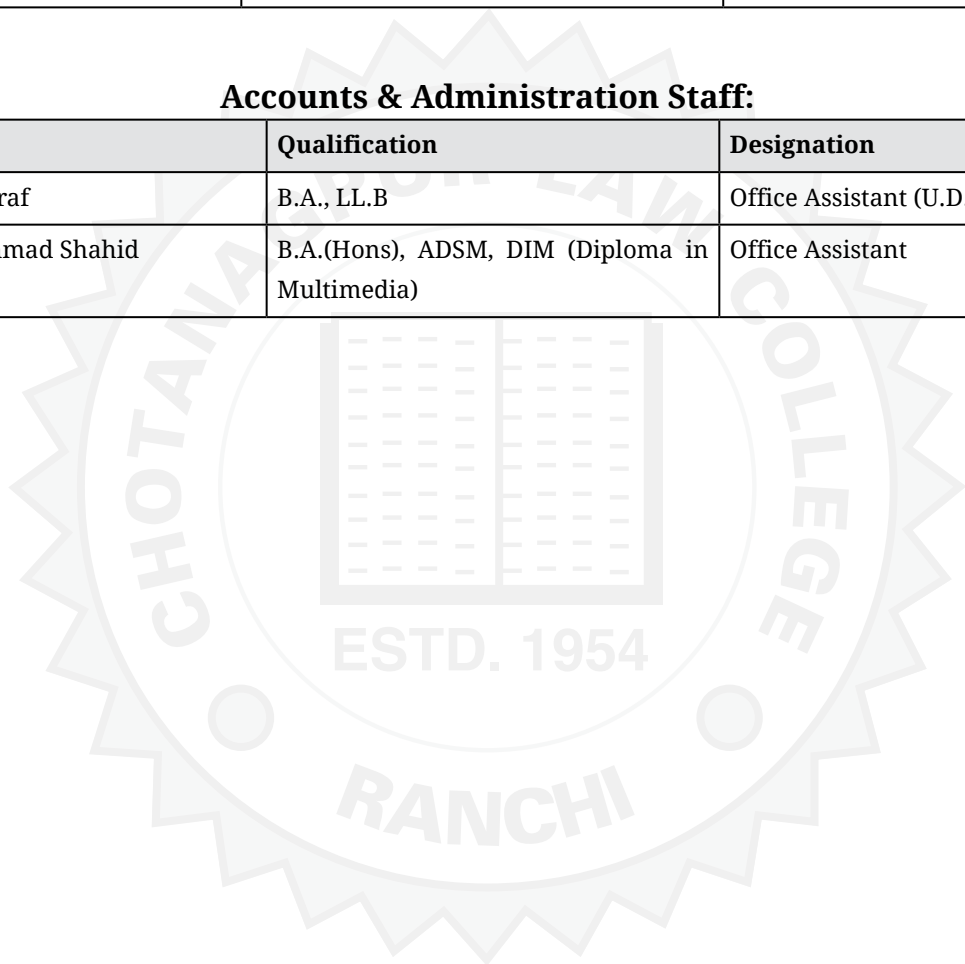 Accounts & Administration Staff:
Qualification Designation
raf B.A., LL.B Office Assistant (U.D.
mad Shahid B.A.(Hons), ADSM, DIM (Diploma in Office Assistant
Multimedia)
CHOTANAGPUR LAW COLLEGE
ESTD. 1954
RANCHI